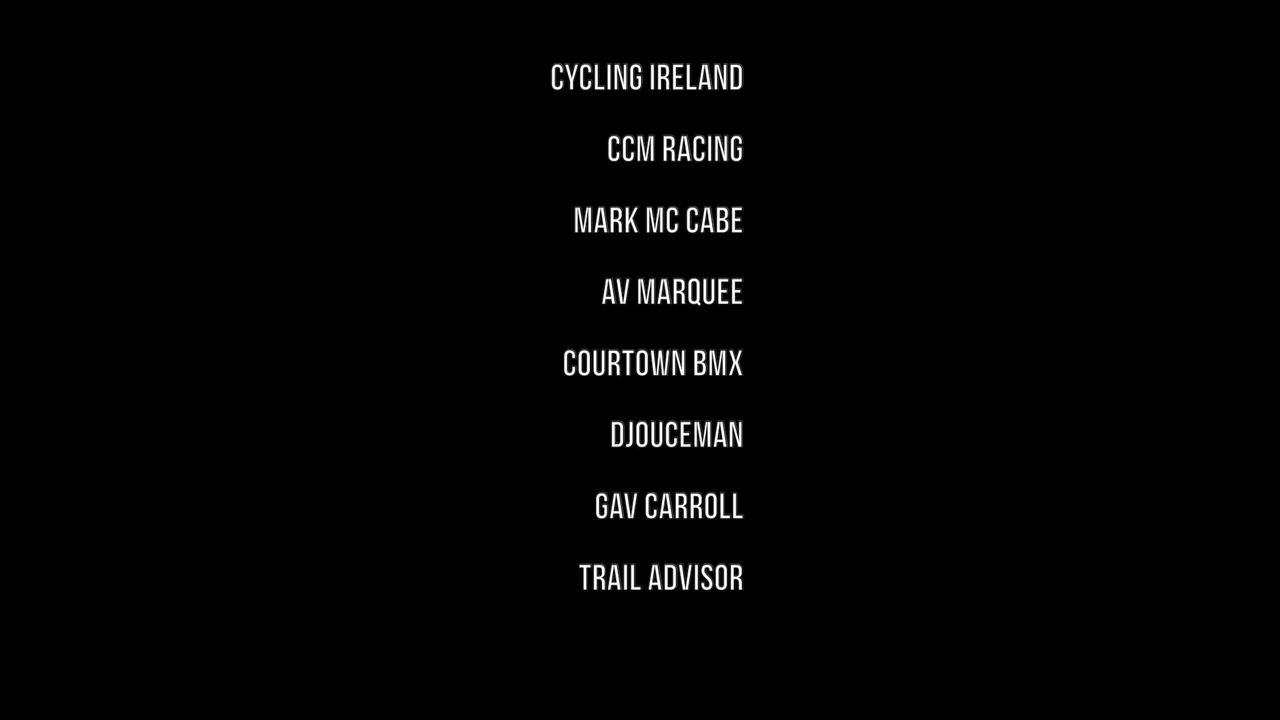 CYCLING IRELAND
CCM RACING
MARK MC CABE
AV MARQUEE
COURTOWN BMX
DJOUCEMAN
GAV CARROLL
TRAIL ADVISOR